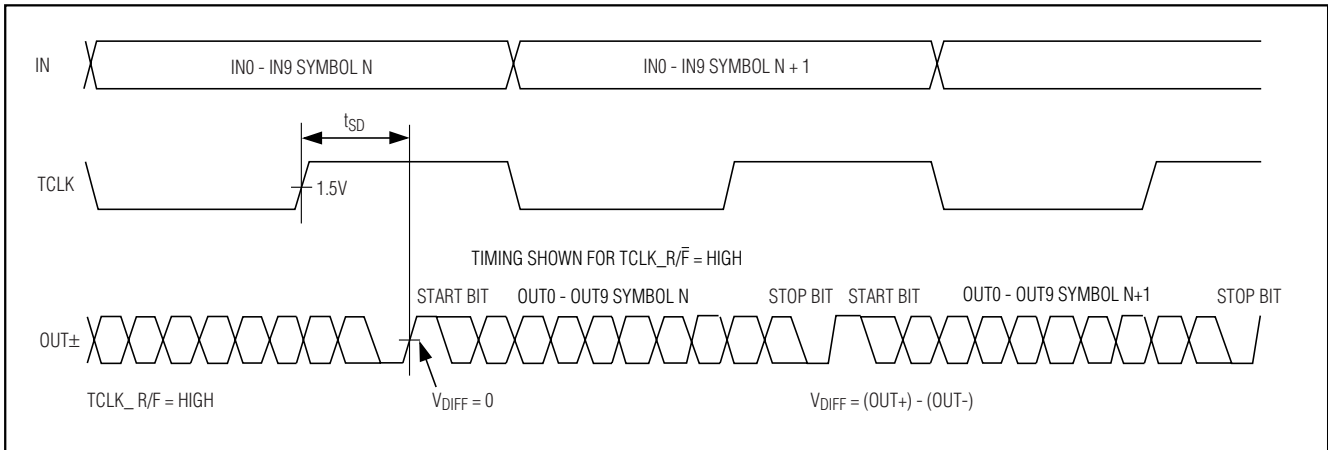 IN
IN0 - IN9 SYMBOL N
IN0 - IN9 SYMBOL N + 1
tSD
TCLK
1.5V
TIMING SHOWN FOR TCLK_R/F̅ = HIGH
START BIT
OUT0 - OUT9 SYMBOL N
STOP BIT
START BIT
OUT0 - OUT9 SYMBOL N+1
STOP BIT
OUT±
TCLK_ R/F = HIGH
VDIFF = 0
VDIFF = (OUT+) - (OUT-)